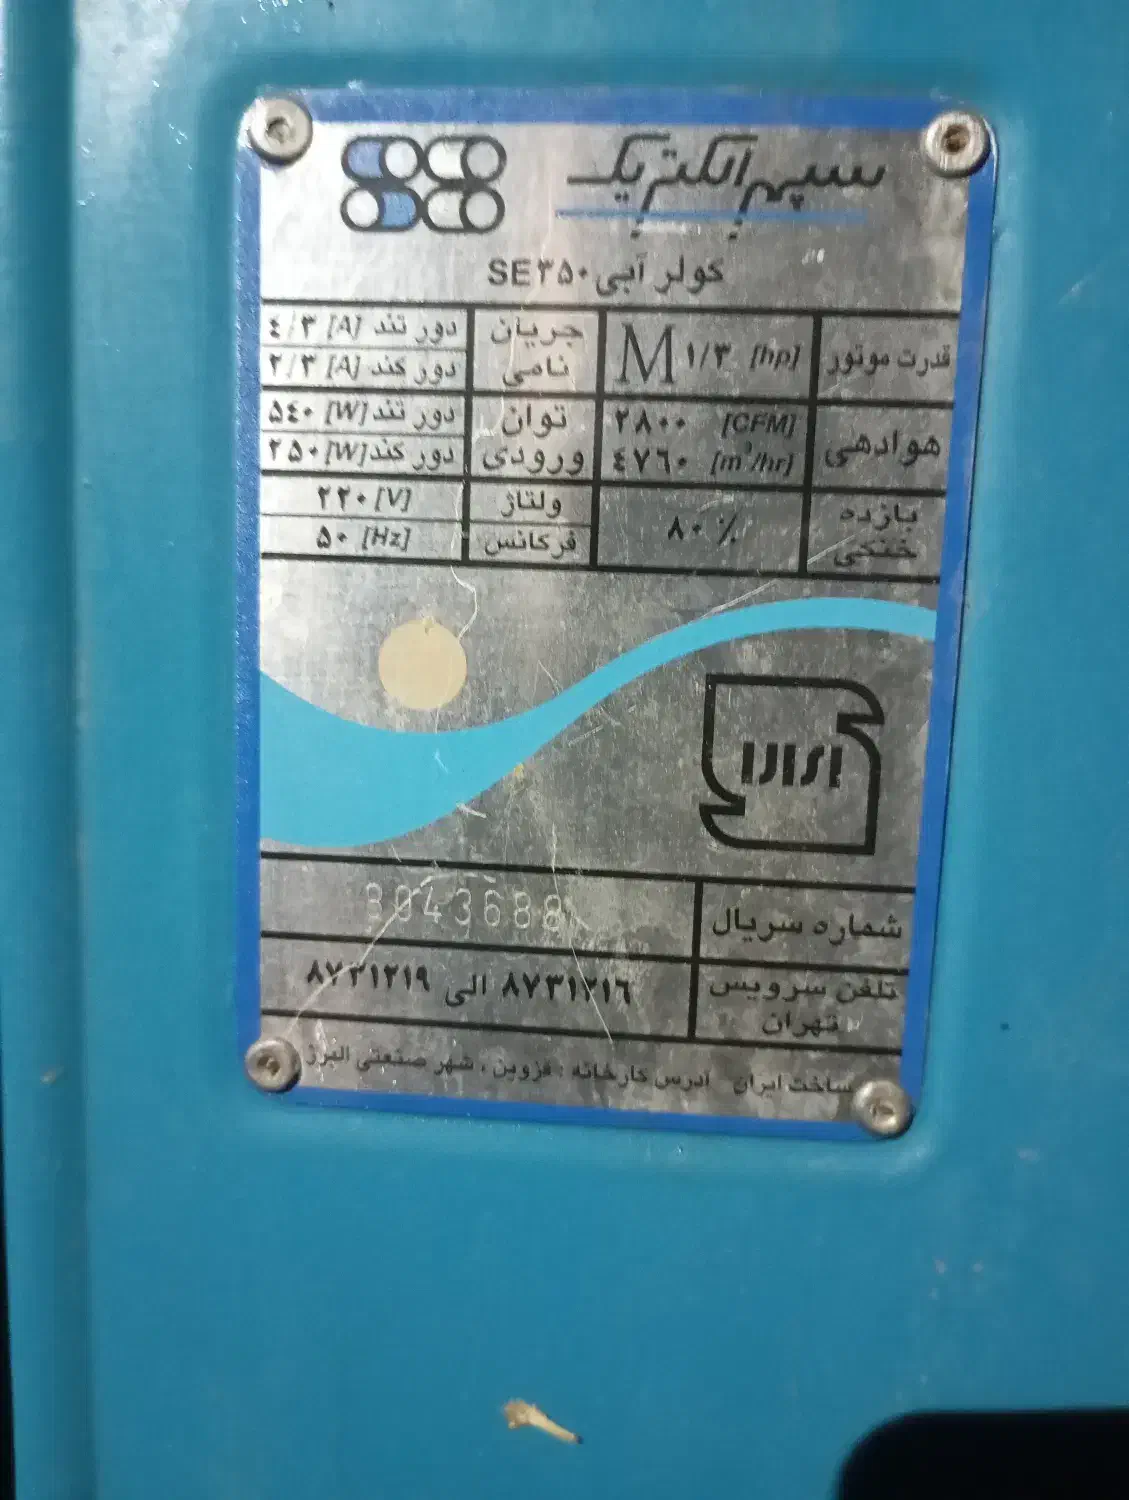 سپهر الکتریک
کولر آبی SE۳۵۰
قدرت موتور M ۱/۳ [hp] جریان نامی دور تند [A] ۴/۳
دور کند [A] ۲/۳
هوادهی ۲۸۰۰ [CFM] توان ورودی دور تند [W] ۵۴۰
۴۷۶۰ [m³/hr] دور کند [W] ۲۵۰
بازده خنکی ۸۰ ٪ ولتاژ ۲۲۰ [V]
فرکانس ۵۰ [Hz]
شماره سریال 3043688
تلفن سرویس تهران ۸۷۳۱۲۱۶ الی ۸۷۳۱۲۱۹
ساخت ایران آدرس کارخانه : قزوین ، شهر صنعتی البرز